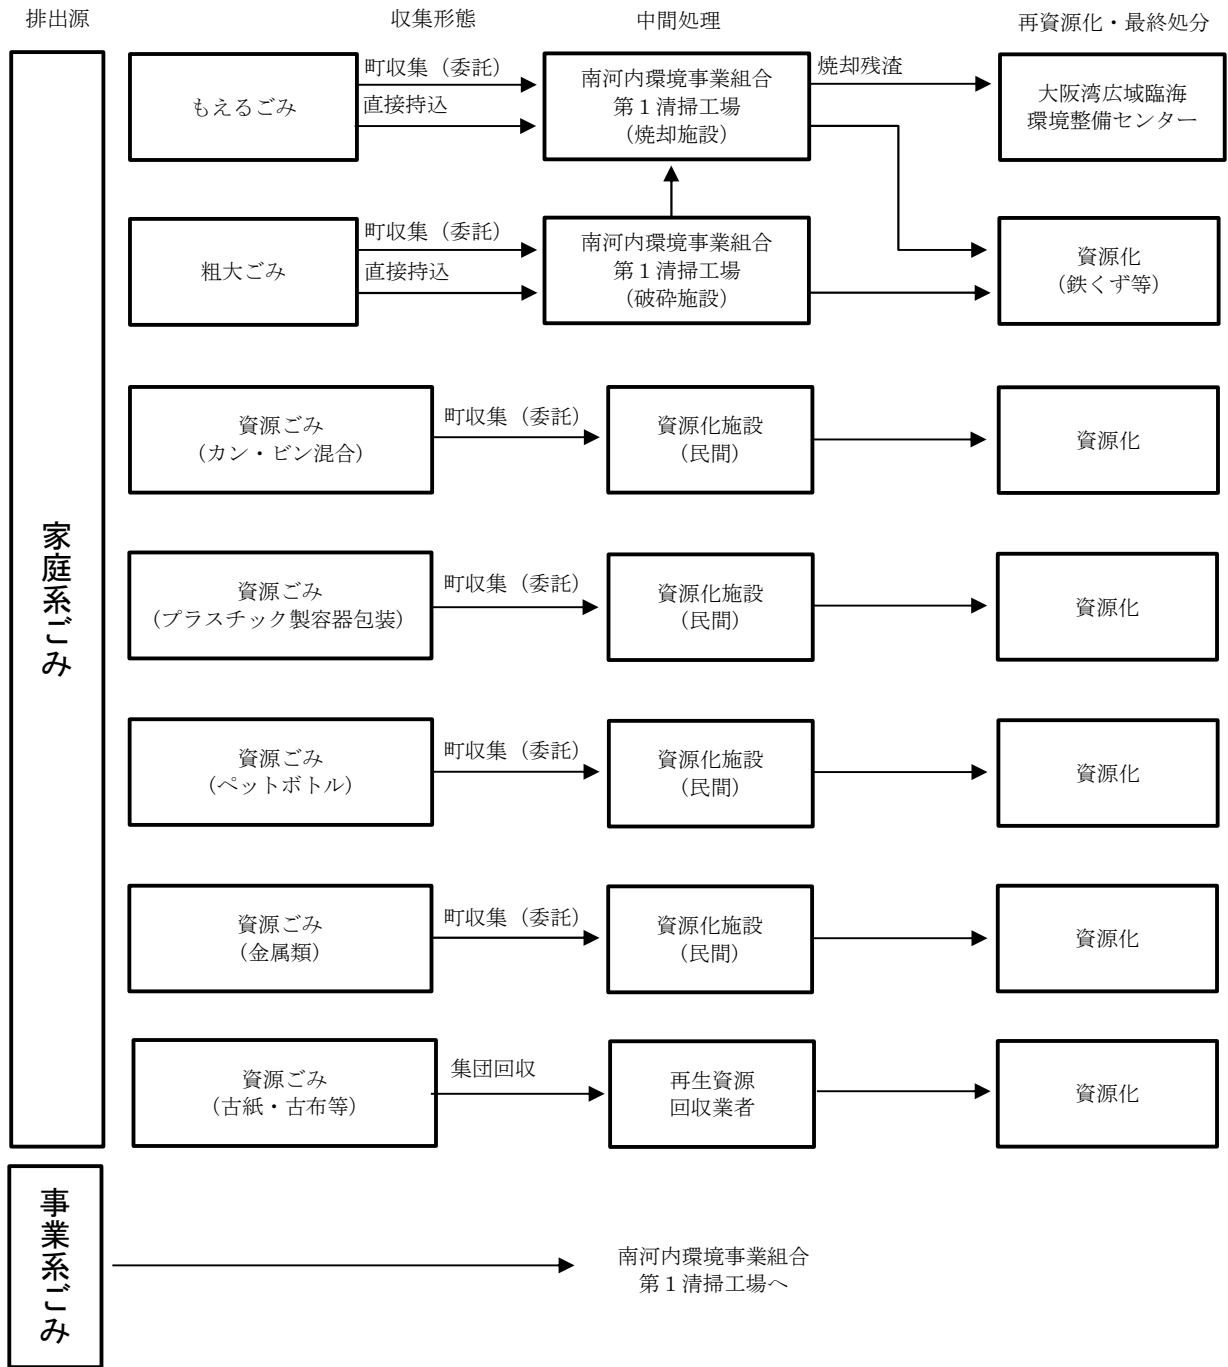 排出源
収集形態
中間処理
再資源化・最終処分
家庭系ごみ
もえるごみ
町収集（委託）
直接持込
南河内環境事業組合
第１清掃工場
（焼却施設）
焼却残渣
大阪湾広域臨海
環境整備センター
粗大ごみ
町収集（委託）
直接持込
南河内環境事業組合
第１清掃工場
（破砕施設）
資源化
（鉄くず等）
資源ごみ
（カン・ビン混合）
町収集（委託）
資源化施設
（民間）
資源化
資源ごみ
（プラスチック製容器包装）
町収集（委託）
資源化施設
（民間）
資源化
資源ごみ
（ペットボトル）
町収集（委託）
資源化施設
（民間）
資源化
資源ごみ
（金属類）
町収集（委託）
資源化施設
（民間）
資源化
資源ごみ
（古紙・古布等）
集団回収
再生資源
回収業者
資源化
事業系ごみ
南河内環境事業組合
第１清掃工場へ